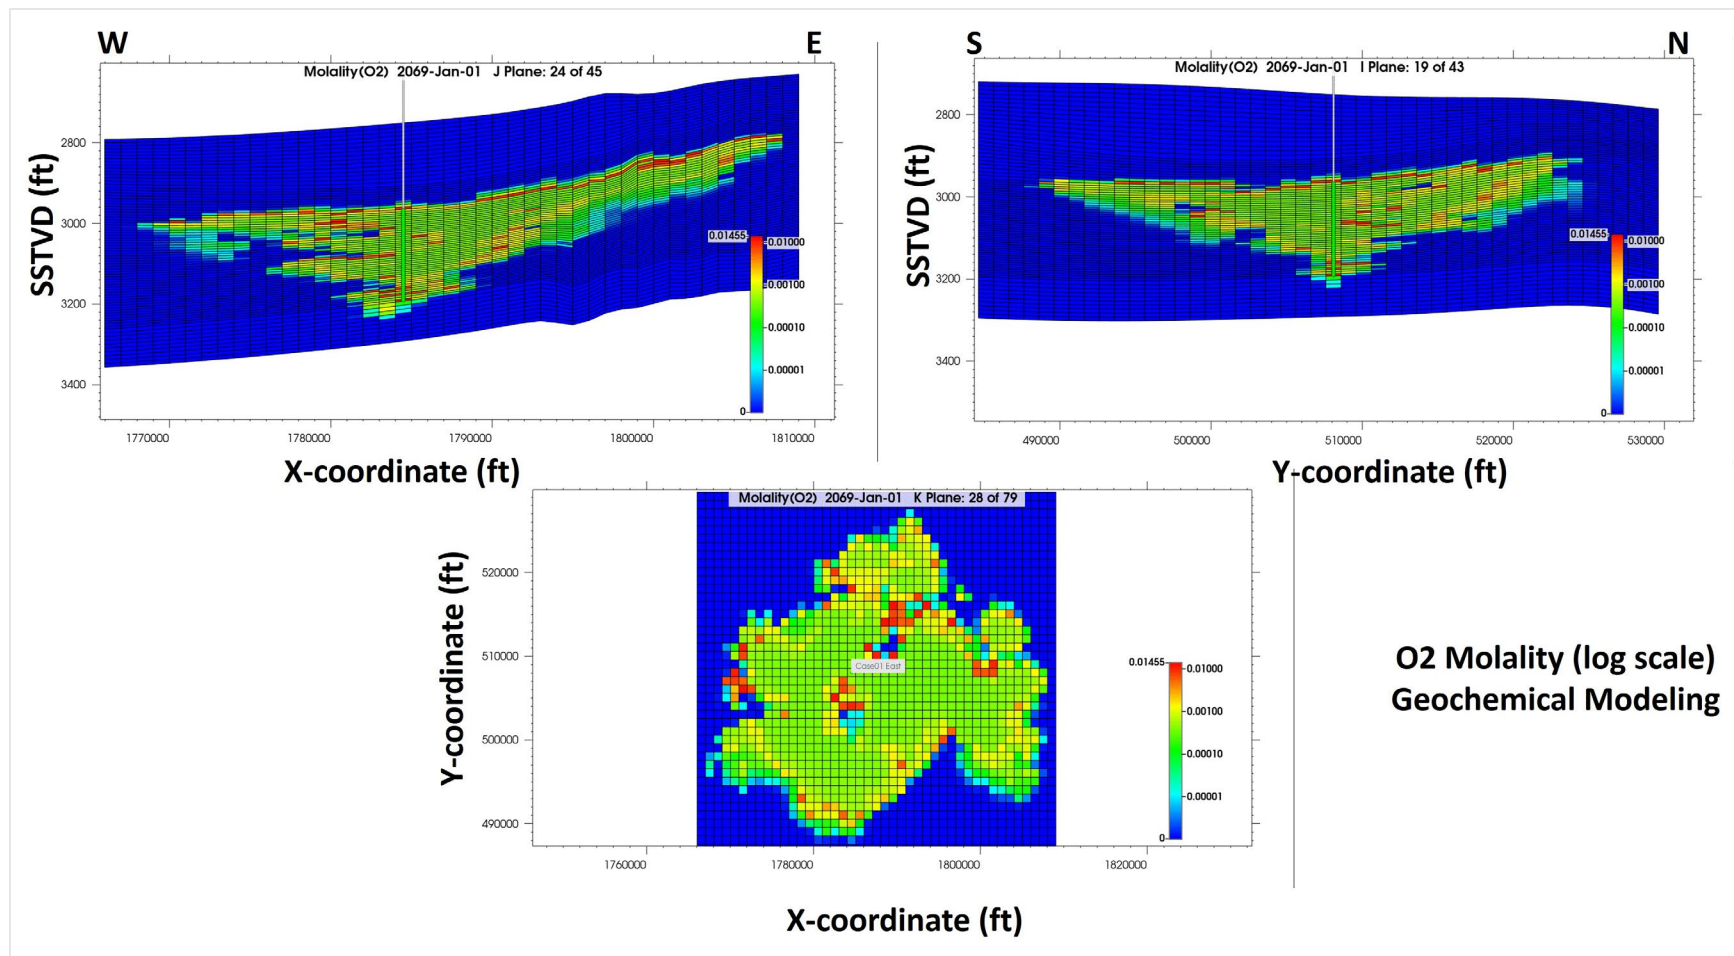 W
E
Molality(O2) 2069-Jan-01 J Plane: 24 of 45
SSTVD (ft)
2800
3000
3200
3400
0.01455
0.01000
0.00100
0.00010
0.00001
0
1770000
1780000
1790000
1800000
1810000
X-coordinate (ft)
S
N
Molality(O2) 2069-Jan-01 I Plane: 19 of 43
SSTVD (ft)
2800
3000
3200
3400
0.01455
0.01000
0.00100
0.00010
0.00001
0
490000
500000
510000
520000
530000
Y-coordinate (ft)
Molality(O2) 2069-Jan-01 K Plane: 28 of 79
Y-coordinate (ft)
520000
510000
500000
490000
Case01 East
0.01455
0.01000
0.00100
0.00010
0.00001
0
1760000
1780000
1800000
1820000
X-coordinate (ft)
O2 Molality (log scale)
Geochemical Modeling